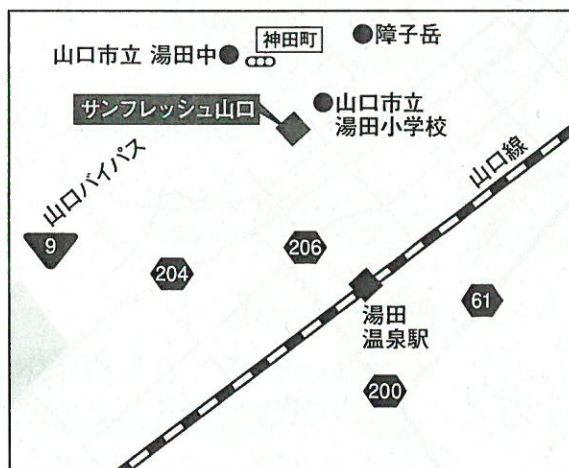 神田町
障子岳
山口市立 湯田中
サンフレッシュ山口
山口市立
湯田小学校
山口線
山口バイパス
9
204
206
61
湯田
温泉駅
200